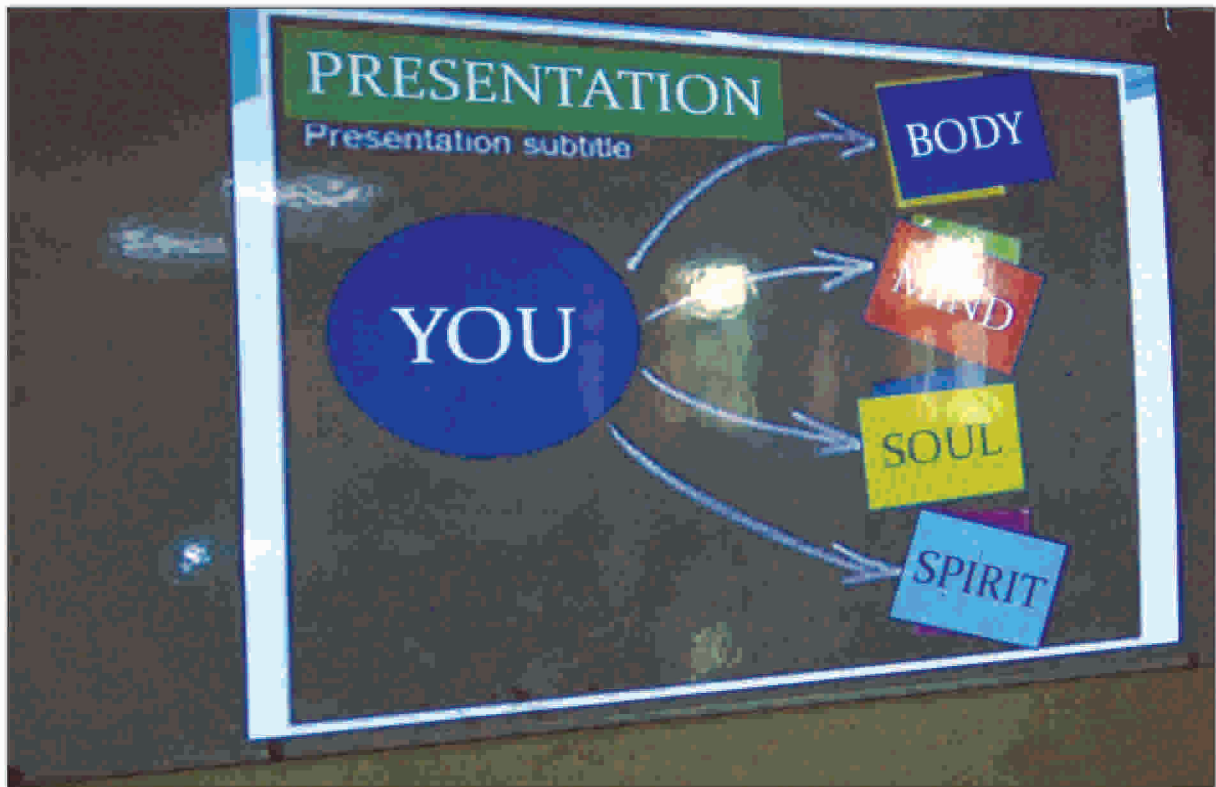 PRESENTATION
Presentation subtitle
YOU
BODY
MIND
SOUL
SPIRIT